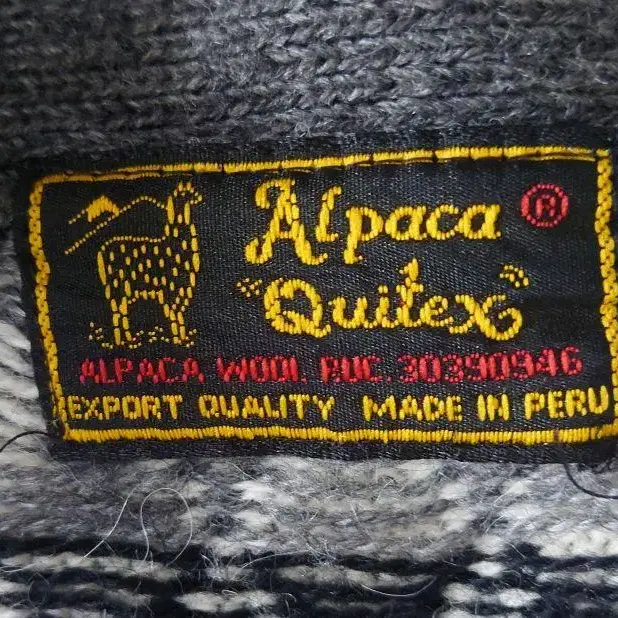 Alpaca ®
"Quitex"
ALPACA WOOL RUC. 30390946
EXPORT QUALITY MADE IN PERU